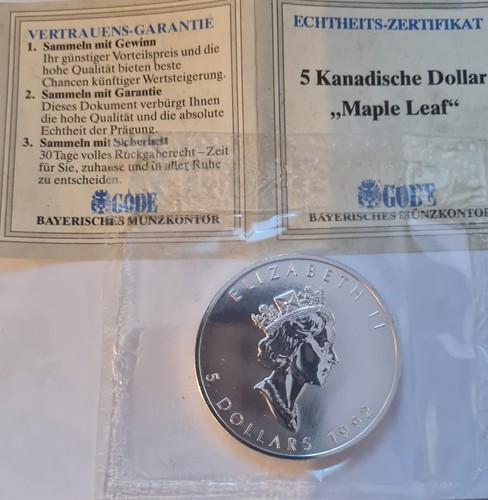 VERTRAUENS-GARANTIE
1. Sammeln mit Gewinn
Ihr günstiger Vorteilspreis und die
hohe Qualität bieten beste
Chancen künftiger Wertsteigerung.
2. Sammeln mit Garantie
Dieses Dokument verbürgt Ihnen
die hohe Qualität und die absolute
Echtheit der Prägung.
3. Sammeln mit Sicherheit
30 Tage volles Rückgaberecht – Zeit
für Sie, zuhause und in aller Ruhe
zu entscheiden.
GÖDE
BAYERISCHES MÜNZKONTOR
ECHTHEITS-ZERTIFIKAT
5 Kanadische Dollar
„Maple Leaf“
GÖDE
BAYERISCHES MÜNZKONTOR
ELIZABETH II
5 DOLLARS 1992